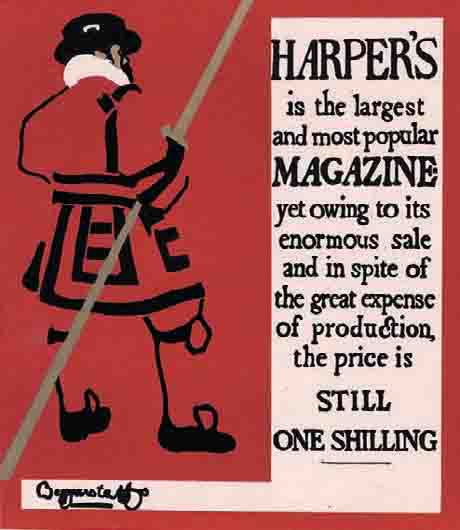 HARPER'S
is the largest
and most popular
MAGAZINE:
yet owing to its
enormous sale
and in spite of
the great expense
of production,
the price is
STILL
ONE SHILLING